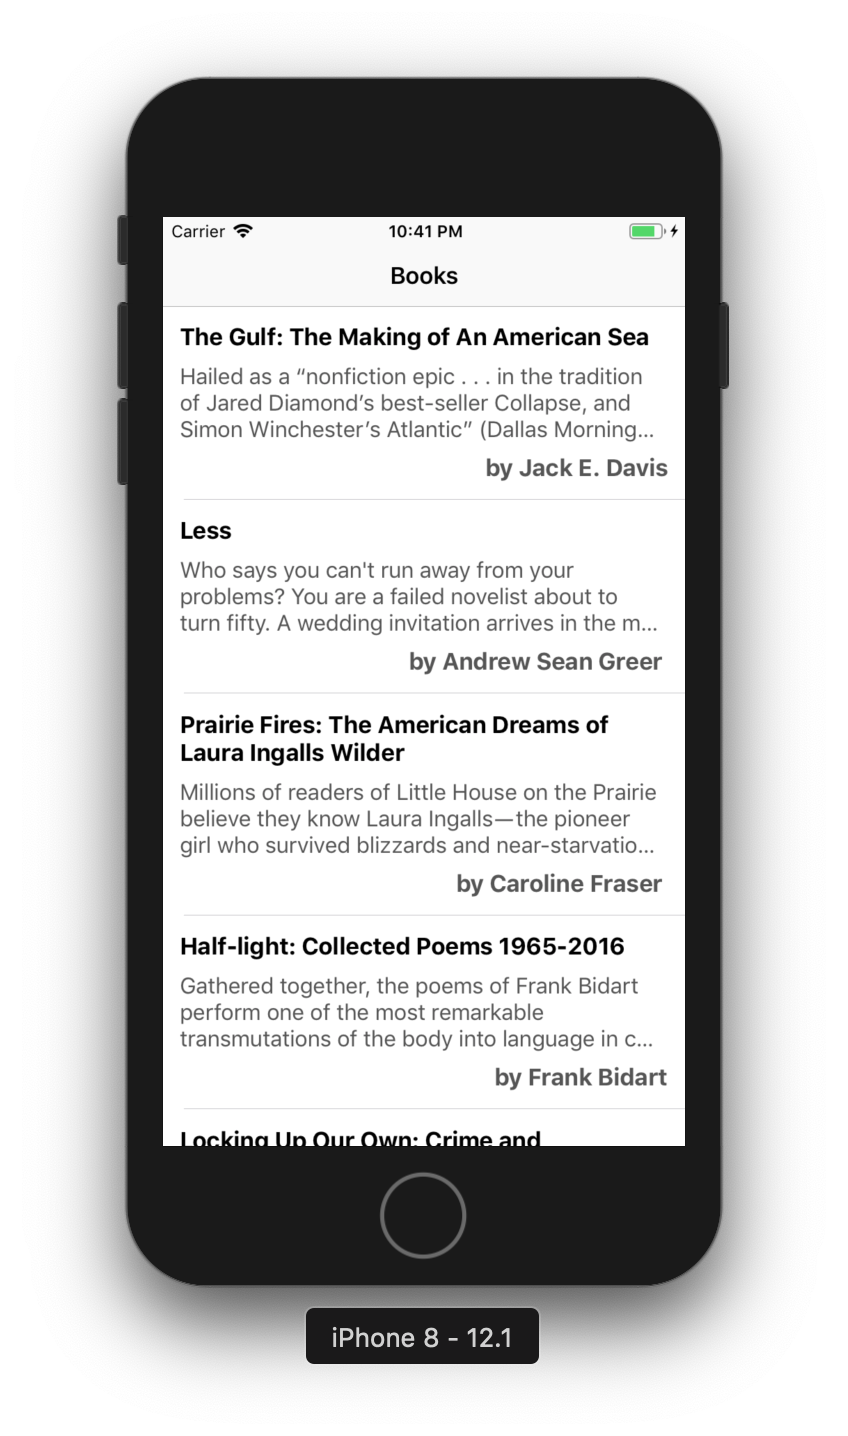 Carrier 10:41 PM
Books
The Gulf: The Making of An American Sea
Hailed as a “nonfiction epic . . . in the tradition
of Jared Diamond’s best-seller Collapse, and
Simon Winchester’s Atlantic” (Dallas Morning...
by Jack E. Davis
Less
Who says you can't run away from your
problems? You are a failed novelist about to
turn fifty. A wedding invitation arrives in the m...
by Andrew Sean Greer
Prairie Fires: The American Dreams of
Laura Ingalls Wilder
Millions of readers of Little House on the Prairie
believe they know Laura Ingalls—the pioneer
girl who survived blizzards and near-starvatio...
by Caroline Fraser
Half-light: Collected Poems 1965-2016
Gathered together, the poems of Frank Bidart
perform one of the most remarkable
transmutations of the body into language in c...
by Frank Bidart
Locking Up Our Own: Crime and
iPhone 8 - 12.1